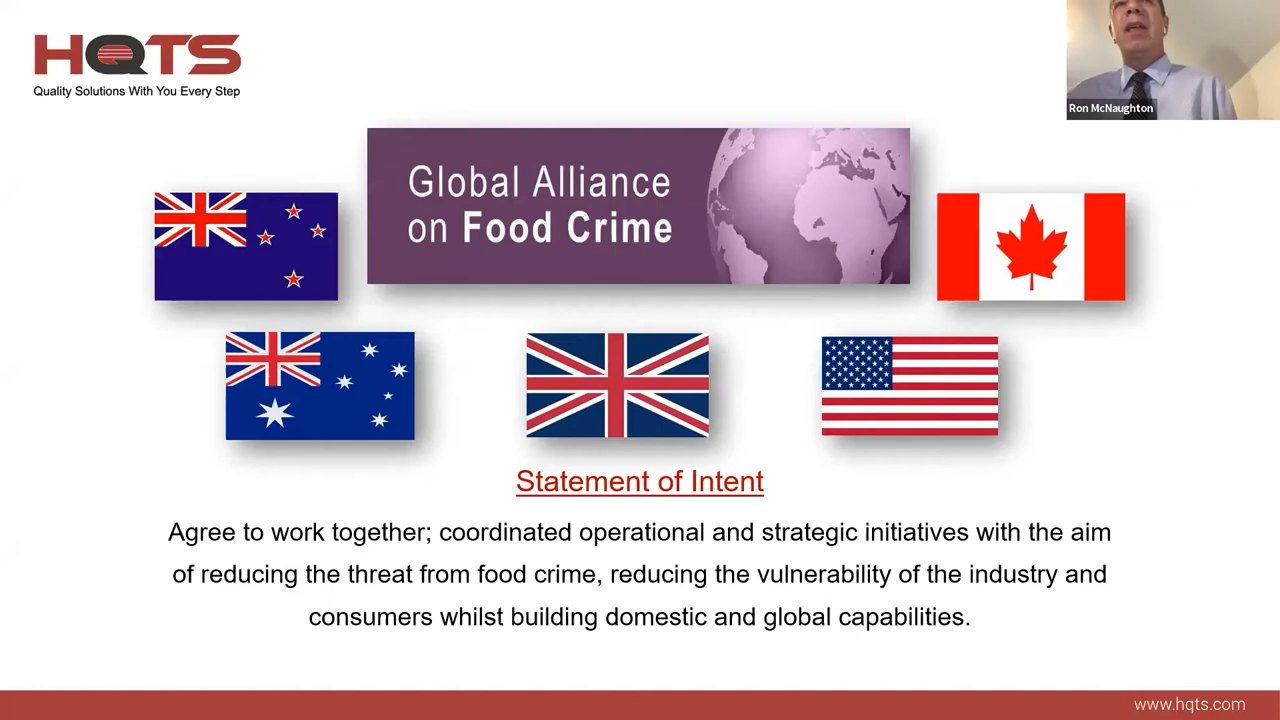 HQTS
Quality Solutions With You Every Step
Ron McNaughton
Global Alliance
on Food Crime
Statement of Intent
Agree to work together; coordinated operational and strategic initiatives with the aim
of reducing the threat from food crime, reducing the vulnerability of the industry and
consumers whilst building domestic and global capabilities.
www.hqts.com